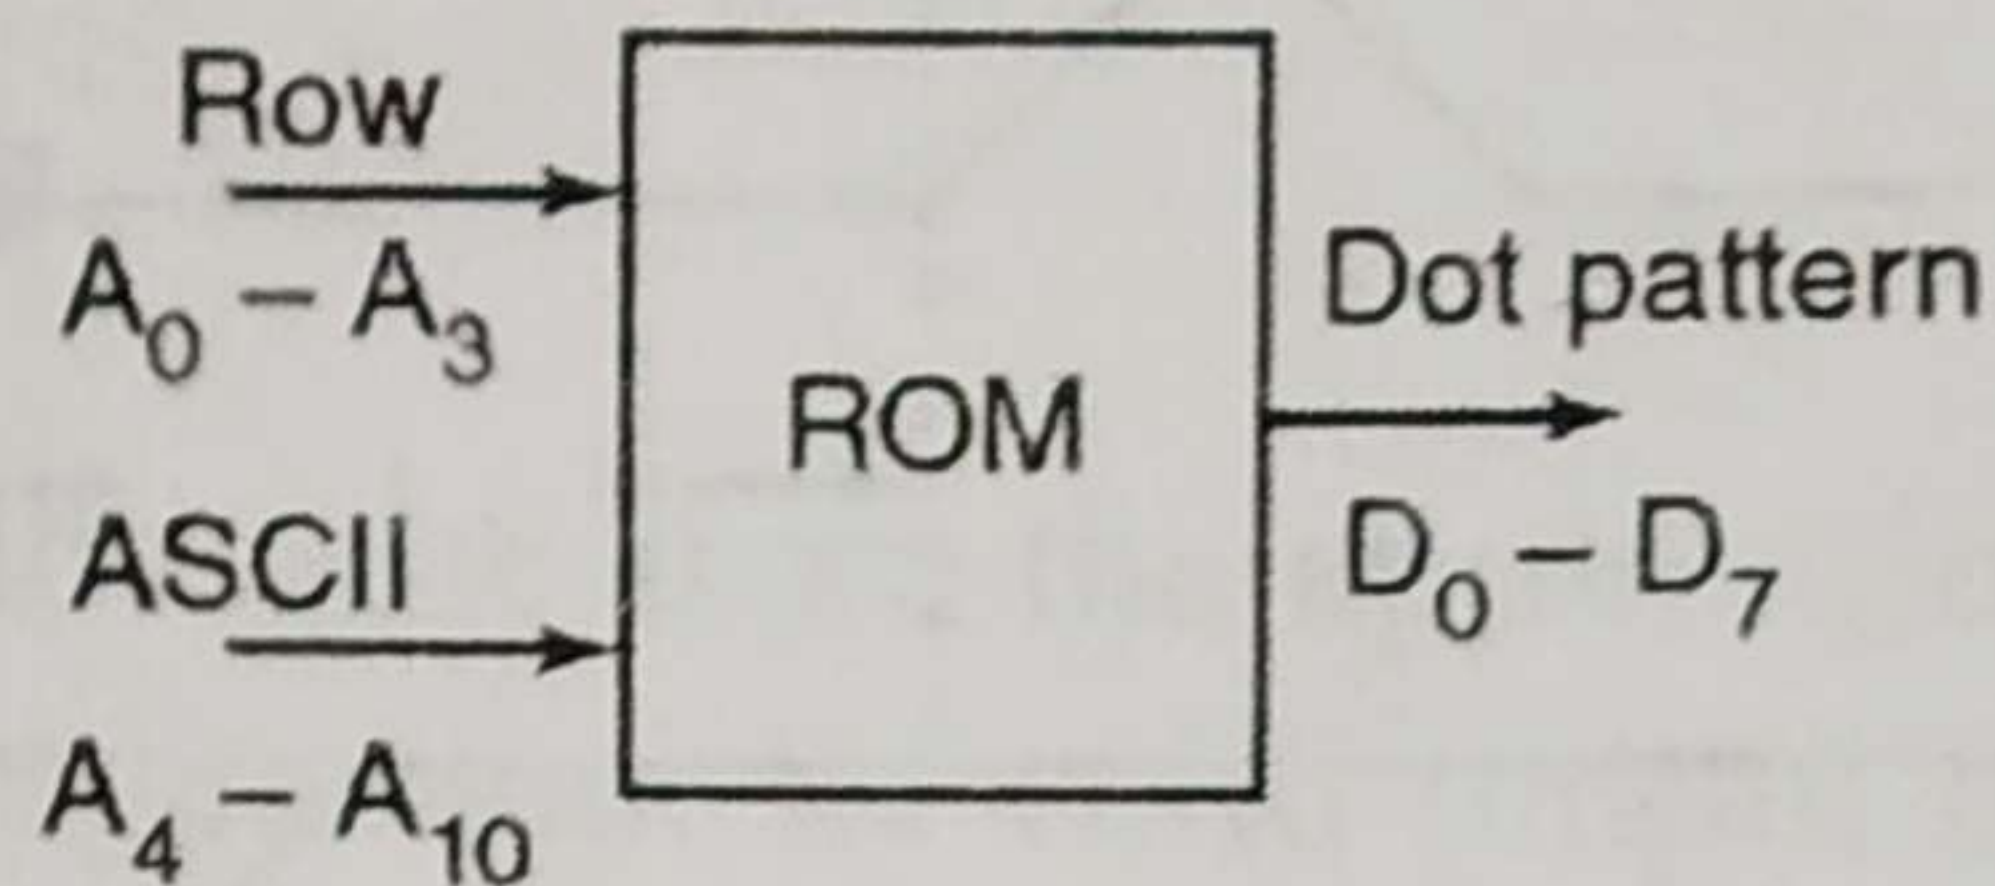 Row
A₀ – A₃
ASCII
A₄ – A₁₀
ROM
Dot pattern
D₀ – D₇